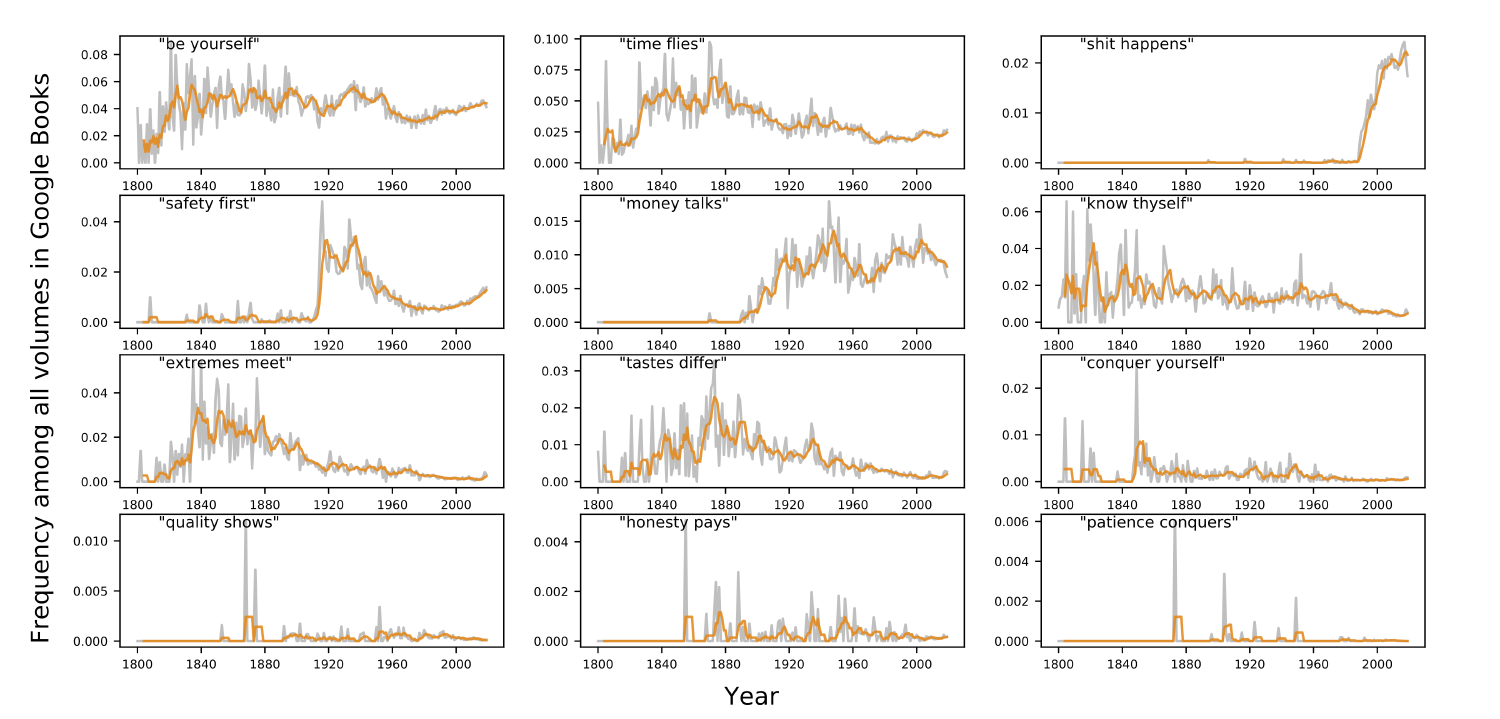 Frequency among all volumes in Google Books
"be yourself"
0.08
0.06
0.04
0.02
0.00
1800 1840 1880 1920 1960 2000
"time flies"
0.100
0.075
0.050
0.025
0.000
1800 1840 1880 1920 1960 2000
"shit happens"
0.02
0.01
0.00
1800 1840 1880 1920 1960 2000
"safety first"
0.04
0.02
0.00
1800 1840 1880 1920 1960 2000
"money talks"
0.015
0.010
0.005
0.000
1800 1840 1880 1920 1960 2000
"know thyself"
0.06
0.04
0.02
0.00
1800 1840 1880 1920 1960 2000
"extremes meet"
0.04
0.02
0.00
1800 1840 1880 1920 1960 2000
"tastes differ"
0.03
0.02
0.01
0.00
1800 1840 1880 1920 1960 2000
"conquer yourself"
0.02
0.01
0.00
1800 1840 1880 1920 1960 2000
"quality shows"
0.010
0.005
0.000
1800 1840 1880 1920 1960 2000
"honesty pays"
0.004
0.002
0.000
1800 1840 1880 1920 1960 2000
"patience conquers"
0.006
0.004
0.002
0.000
1800 1840 1880 1920 1960 2000
Year